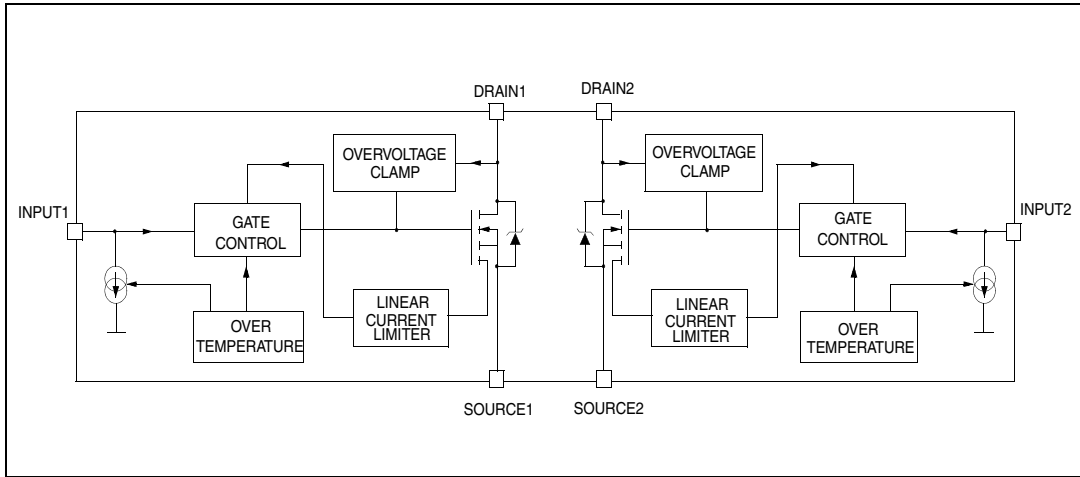 DRAIN1
DRAIN2
OVERVOLTAGE
CLAMP
OVERVOLTAGE
CLAMP
INPUT1
GATE
CONTROL
GATE
CONTROL
INPUT2
LINEAR
CURRENT
LIMITER
LINEAR
CURRENT
LIMITER
OVER
TEMPERATURE
OVER
TEMPERATURE
SOURCE1
SOURCE2